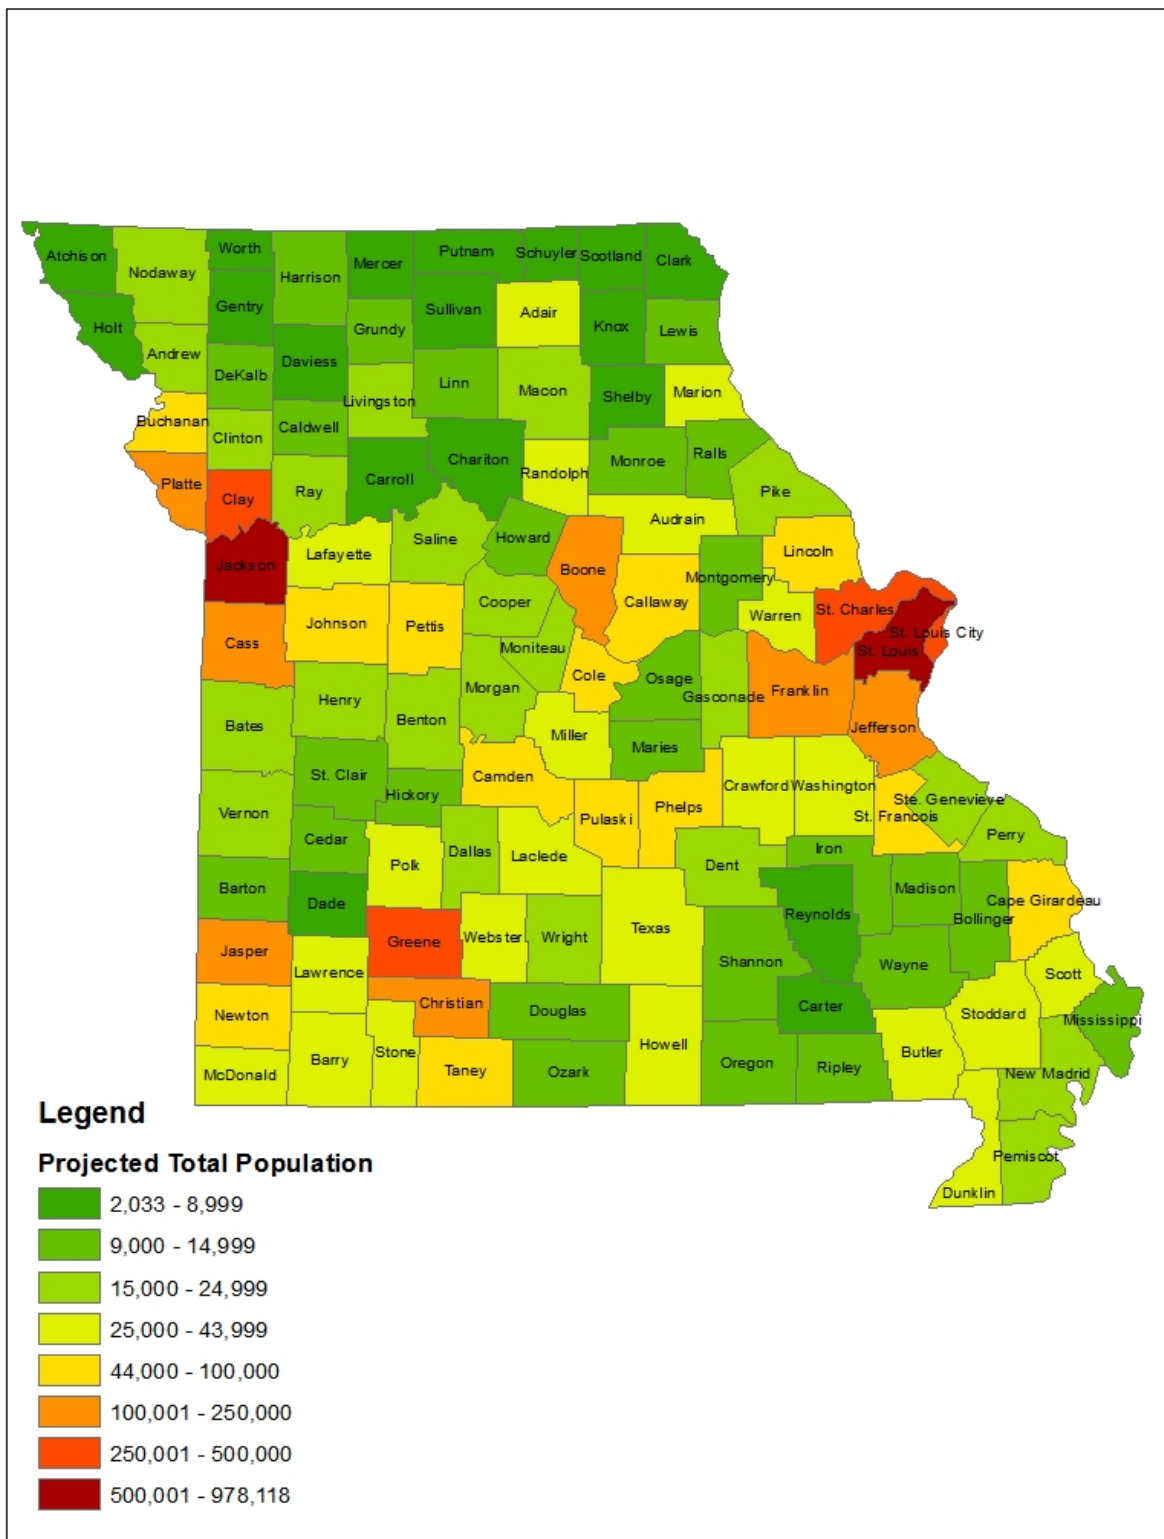 Atchison
Nodaway
Worth
Harrison
Mercer
Putnam
Schuyler
Scotland
Clark
Gentry
Sullivan
Adair
Holt
Grundy
Knox
Lewis
Andrew
Daviess
DeKalb
Linn
Macon
Shelby
Marion
Livingston
Buchanan
Clinton
Caldwell
Chariton
Monroe
Ralls
Randolph
Platte
Clay
Ray
Carroll
Pike
Audrain
Saline
Howard
Lafayette
Lincoln
Jackson
Boone
Montgomery
Callaway
Cooper
Warren
St. Charles
Johnson
Pettis
St. Louis City
Cass
Moniteau
St. Louis
Cole
Osage
Morgan
Gasconade
Franklin
Henry
Bates
Benton
Jefferson
Miller
Maries
St. Clair
Camden
Hickory
Crawford
Washington
Ste. Genevieve
Vernon
Pulaski
Phelps
St. Francois
Perry
Cedar
Polk
Dallas
Laclede
Iron
Dent
Barton
Madison
Cape Girardeau
Dade
Reynolds
Bollinger
Jasper
Greene
Webster
Wright
Texas
Shannon
Wayne
Lawrence
Scott
Christian
Douglas
Carter
Newton
Stoddard
Mississippi
Stone
Howell
Butler
Barry
McDonald
Taney
Ozark
Oregon
Ripley
New Madrid
Pemiscot
Dunklin
Legend
Projected Total Population
2,033 - 8,999
9,000 - 14,999
15,000 - 24,999
25,000 - 43,999
44,000 - 100,000
100,001 - 250,000
250,001 - 500,000
500,001 - 978,118